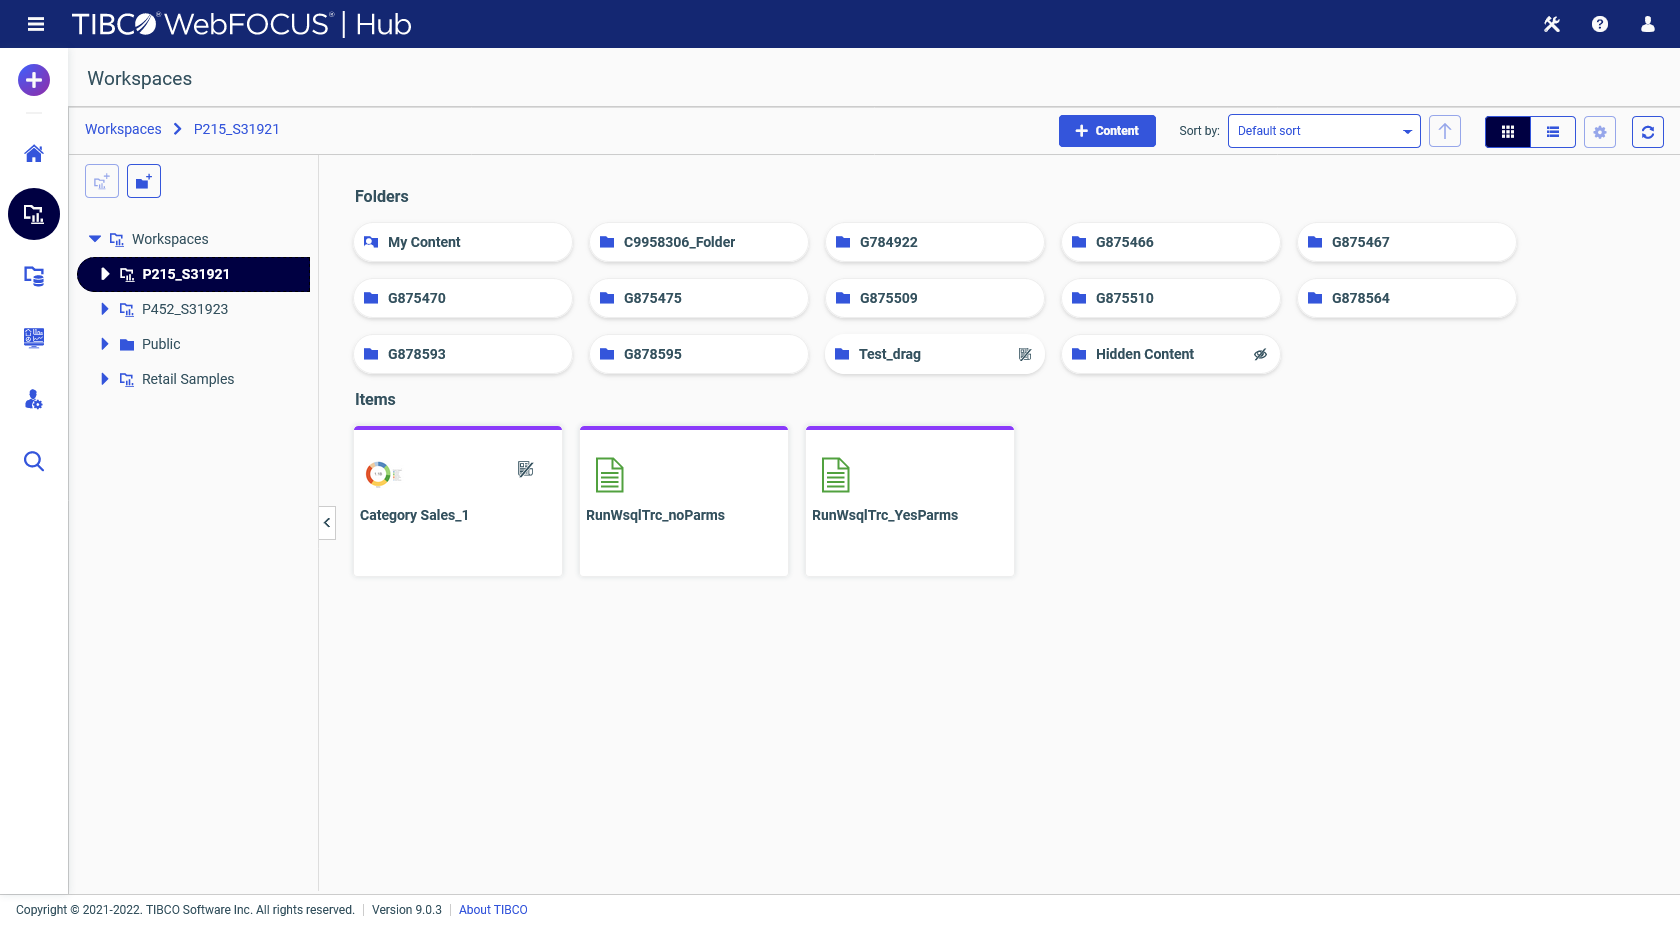 TIBCO® WebFOCUS® | Hub
Workspaces
Workspaces > P215_S31921
+ Content
Sort by:
Default sort
Workspaces
P215_S31921
P452_S31923
Public
Retail Samples
Folders
My Content
C9958306_Folder
G784922
G875466
G875467
G875470
G875475
G875509
G875510
G878564
G878593
G878595
Test_drag
Hidden Content
Items
Category Sales_1
RunWsqlTrc_noParms
RunWsqlTrc_YesParms
Copyright © 2021-2022. TIBCO Software Inc. All rights reserved. | Version 9.0.3 | About TIBCO